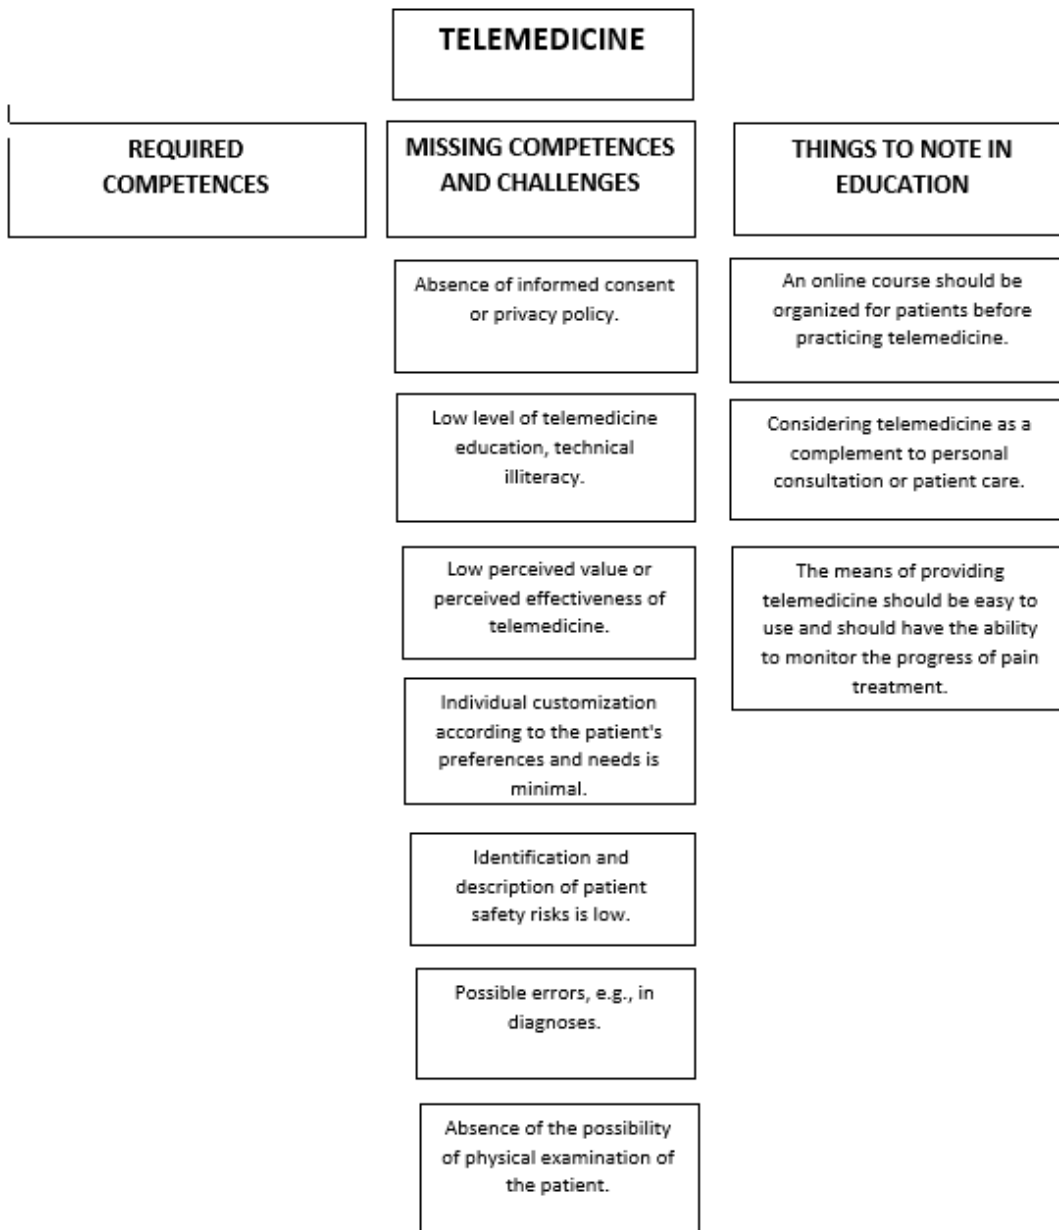 TELEMEDICINE
REQUIRED
COMPETENCES
MISSING COMPETENCES
AND CHALLENGES
THINGS TO NOTE IN
EDUCATION
Absence of informed consent
or privacy policy.
Low level of telemedicine
education, technical
illiteracy.
Low perceived value or
perceived effectiveness of
telemedicine.
Individual customization
according to the patient's
preferences and needs is
minimal.
Identification and
description of patient
safety risks is low.
Possible errors, e.g., in
diagnoses.
Absence of the possibility
of physical examination of
the patient.
An online course should be
organized for patients before
practicing telemedicine.
Considering telemedicine as a
complement to personal
consultation or patient care.
The means of providing
telemedicine should be easy to
use and should have the ability
to monitor the progress of pain
treatment.